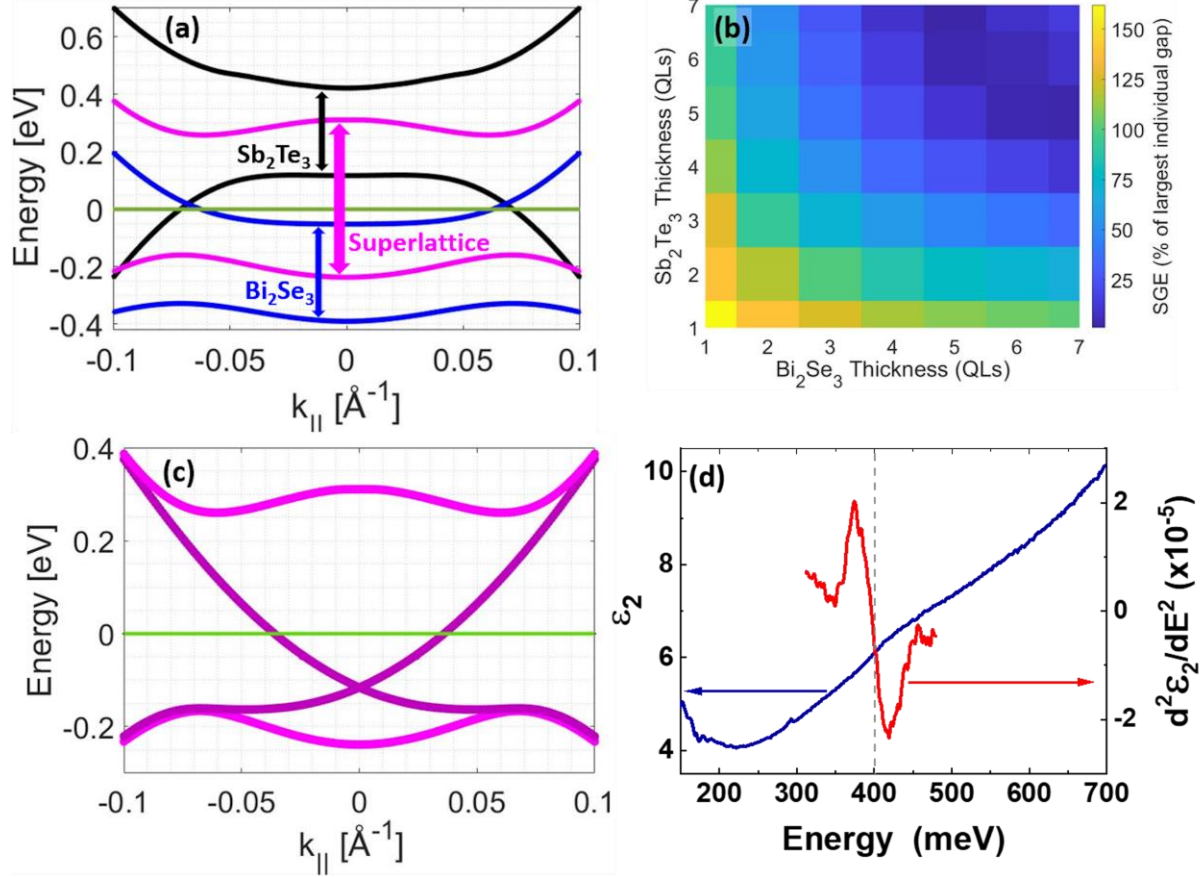 (a)
Energy [eV]
0.6
0.4
0.2
0
-0.2
-0.4
Sb₂Te₃
Superlattice
Bi₂Se₃
-0.1 -0.05 0 0.05 0.1
k|| [Å⁻¹]
(b)
Sb₂Te₃ Thickness (QLs)
7
6
5
4
3
2
1
1 2 3 4 5 6 7
Bi₂Se₃ Thickness (QLs)
150
125
100
75
50
25
SGE (% of largest individual gap)
(c)
Energy [eV]
0.4
0.2
0
-0.2
-0.1 -0.05 0 0.05 0.1
k|| [Å⁻¹]
(d)
ε₂
10
8
6
4
200 300 400 500 600 700
Energy (meV)
2
0
-2
d²ε₂/dE² (x10⁻⁵)